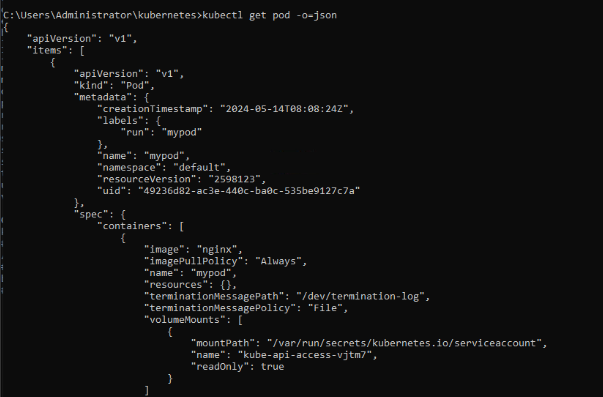 C:\Users\Administrator\kubernetes>kubectl get pod -o=json
{
    "apiVersion": "v1",
    "items": [
        {
            "apiVersion": "v1",
            "kind": "Pod",
            "metadata": {
                "creationTimestamp": "2024-05-14T08:08:24Z",
                "labels": {
                    "run": "mypod"
                },
                "name": "mypod",
                "namespace": "default",
                "resourceVersion": "2598123",
                "uid": "49236d82-ac3e-440c-ba0c-535be9127c7a"
            },
            "spec": {
                "containers": [
                    {
                        "image": "nginx",
                        "imagePullPolicy": "Always",
                        "name": "mypod",
                        "resources": {},
                        "terminationMessagePath": "/dev/termination-log",
                        "terminationMessagePolicy": "File",
                        "volumeMounts": [
                            {
                                "mountPath": "/var/run/secrets/kubernetes.io/serviceaccount",
                                "name": "kube-api-access-vjtm7",
                                "readOnly": true
                            }
                        ]